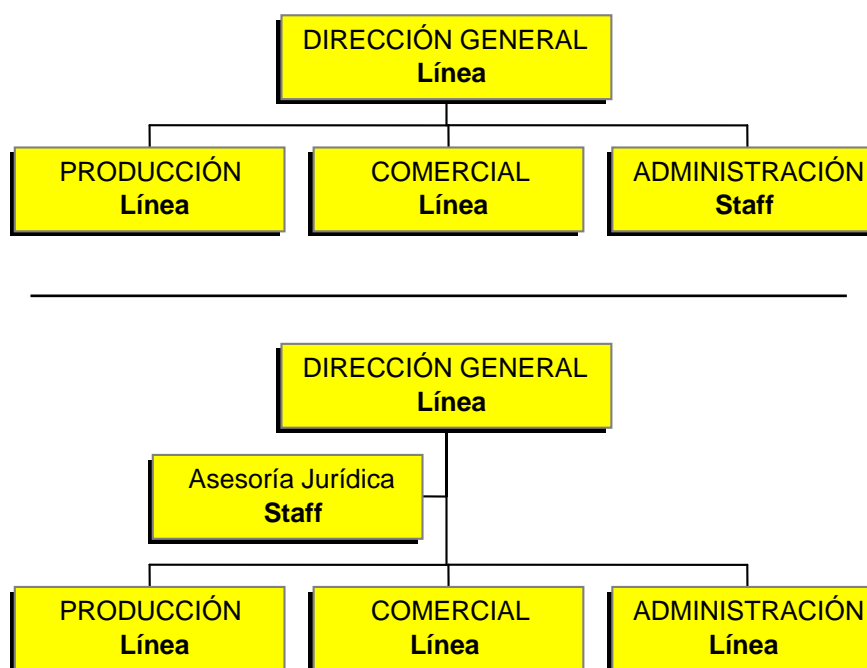 DIRECCIÓN GENERAL
Línea
PRODUCCIÓN
Línea
COMERCIAL
Línea
ADMINISTRACIÓN
Staff
DIRECCIÓN GENERAL
Línea
Asesoría Jurídica
Staff
PRODUCCIÓN
Línea
COMERCIAL
Línea
ADMINISTRACIÓN
Línea